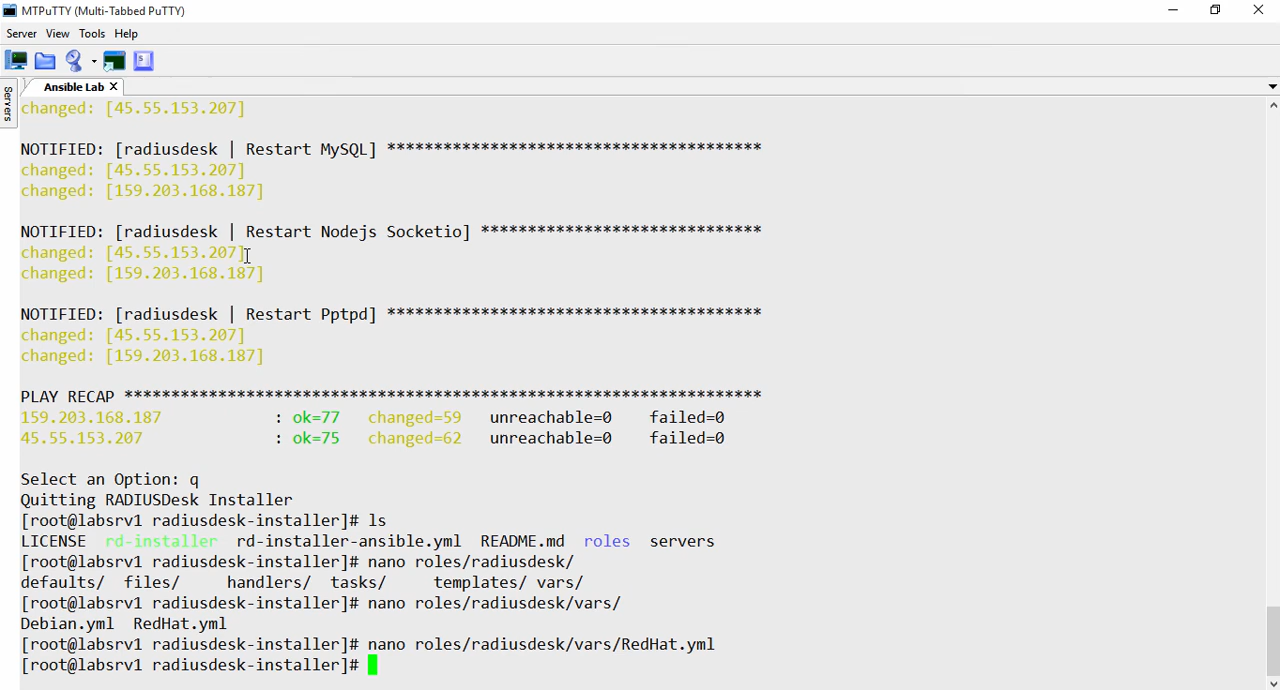 MTPuTTY (Multi-Tabbed PuTTY)
Server View Tools Help
Servers
Ansible Lab X
changed: [45.55.153.207]
NOTIFIED: [radiusdesk | Restart MySQL] ****************************************
changed: [45.55.153.207]
changed: [159.203.168.187]
NOTIFIED: [radiusdesk | Restart Nodejs Socketio] ******************************
changed: [45.55.153.207]
changed: [159.203.168.187]
NOTIFIED: [radiusdesk | Restart Pptpd] ****************************************
changed: [45.55.153.207]
changed: [159.203.168.187]
PLAY RECAP ********************************************************************
159.203.168.187            : ok=77   changed=59   unreachable=0    failed=0
45.55.153.207              : ok=75   changed=62   unreachable=0    failed=0
Select an Option: q
Quitting RADIUSDesk Installer
[root@labsrv1 radiusdesk-installer]# ls
LICENSE  rd-installer  rd-installer-ansible.yml  README.md  roles  servers
[root@labsrv1 radiusdesk-installer]# nano roles/radiusdesk/
defaults/  files/     handlers/  tasks/     templates/ vars/
[root@labsrv1 radiusdesk-installer]# nano roles/radiusdesk/vars/
Debian.yml  RedHat.yml
[root@labsrv1 radiusdesk-installer]# nano roles/radiusdesk/vars/RedHat.yml
[root@labsrv1 radiusdesk-installer]#